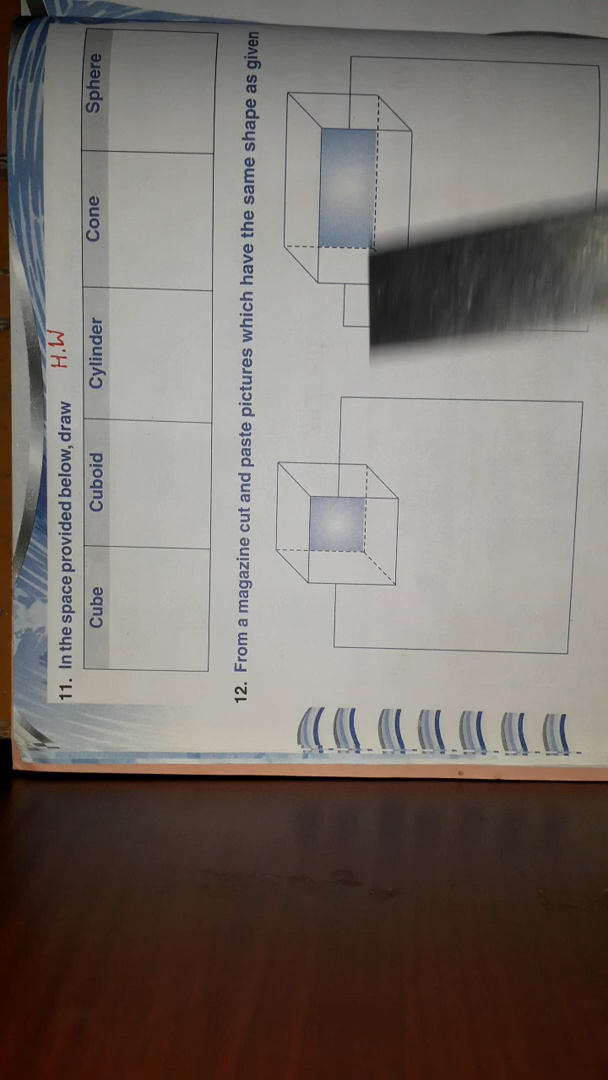 11. In the space provided below, draw H.W
Cube Cuboid Cylinder Cone Sphere
12. From a magazine cut and paste pictures which have the same shape as given